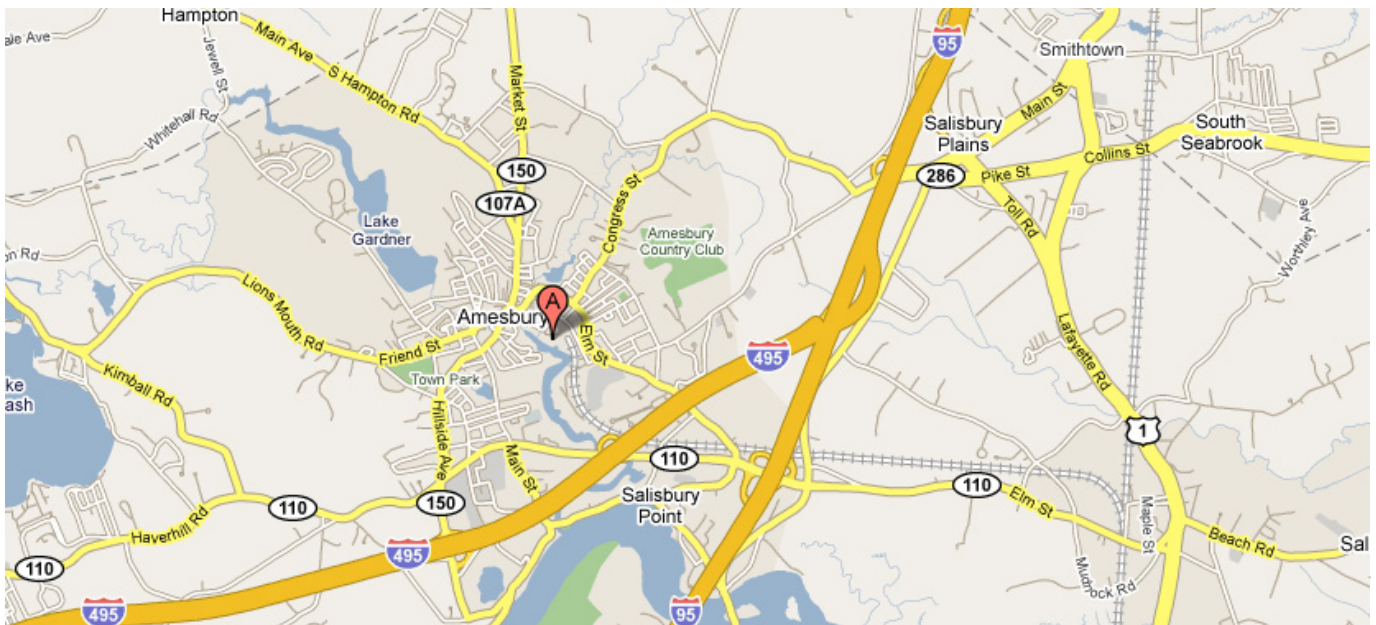 Hampton
ale Ave
Jewell St
Main Ave
S Hampton Rd
Market St
95
Smithtown
Main St
Whitehall Rd
Salisbury
Plains
South
Seabrook
Collins St
150
286
Pike St
107A
Congress St
Toll Rd
Worthley Ave
Lake
Gardner
Amesbury
Country Club
on Rd
Lions Mouth Rd
A
Amesbury
Elm St
Friend St
495
Lafayette Rd
Kimball Rd
Town Park
ke
ash
Hillside Ave
1
Main St
110
110
150
110
Salisbury
Point
Elm St
Haverhill Rd
Maple St
Beach Rd
Sal
495
110
Mudnock Rd
495
95